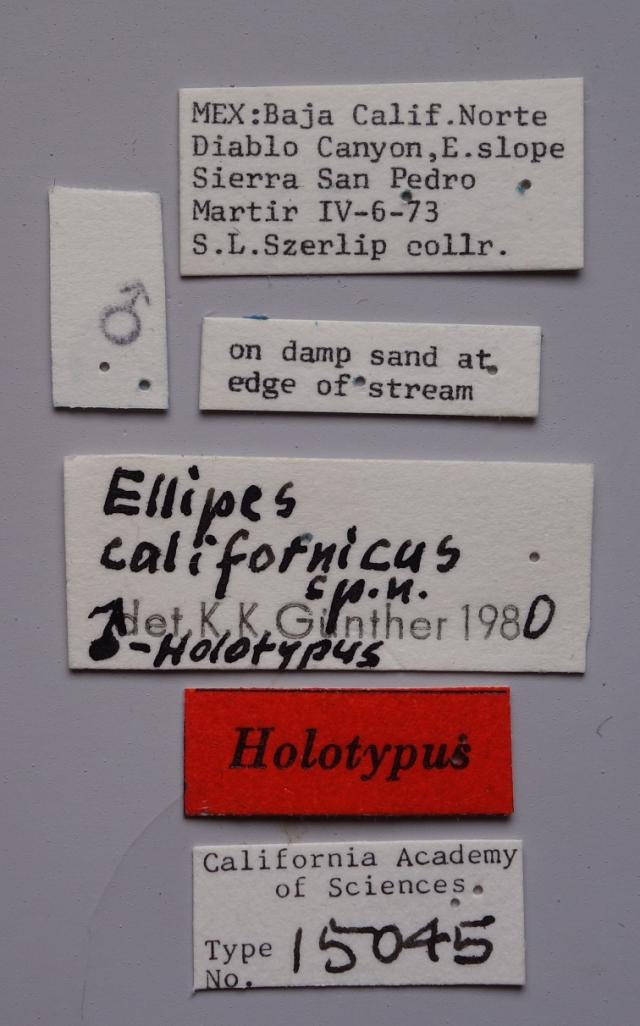 MEX:Baja Calif.Norte
Diablo Canyon,E.slope
Sierra San Pedro
Martir IV-6-73
S.L.Szerlip collr.
♂
on damp sand at
edge of stream
Ellipes
californicus
sp.n.
det K.K.Günther 1980
♂-Holotypus
Holotypus
California Academy
of Sciences
Type
No. 15045